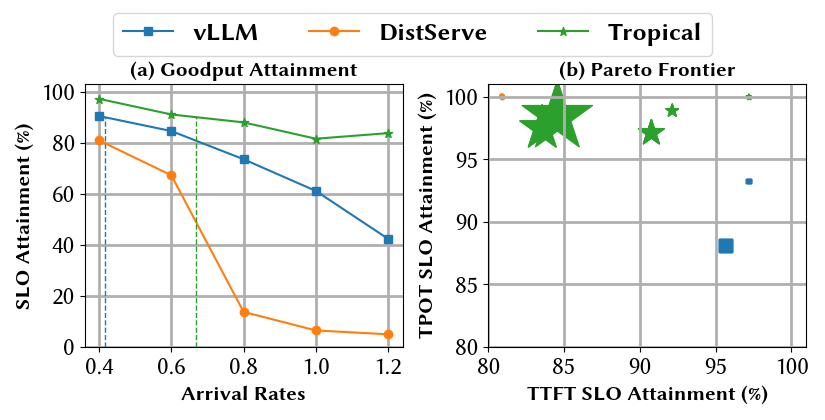 vLLM DistServe Tropical
(a) Goodput Attainment
SLO Attainment (%)
100
80
60
40
20
0
0.4 0.6 0.8 1.0 1.2
Arrival Rates
(b) Pareto Frontier
TPOT SLO Attainment (%)
100
95
90
85
80
80 85 90 95 100
TTFT SLO Attainment (%)